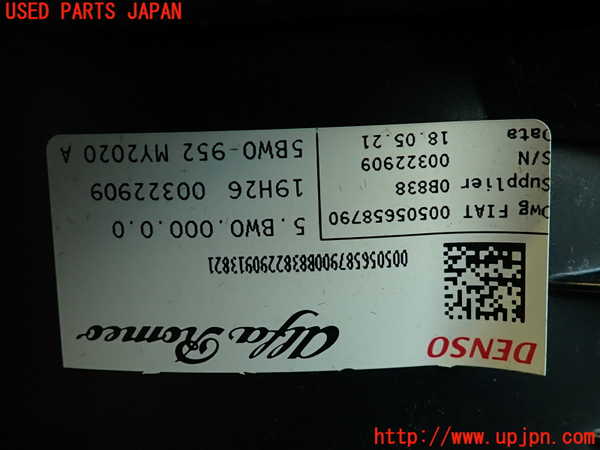 USED PARTS JAPAN
DENSO
Alfa Romeo
005056587900B8382290913821
Dwg FIAT 00505658790
Supplier 0B838
S/N 00322909
Data 18.05.21
5.BW0.000.0.0
19H26 00322909
5BW0-952 MY2020 A
http://www.upjpn.com/